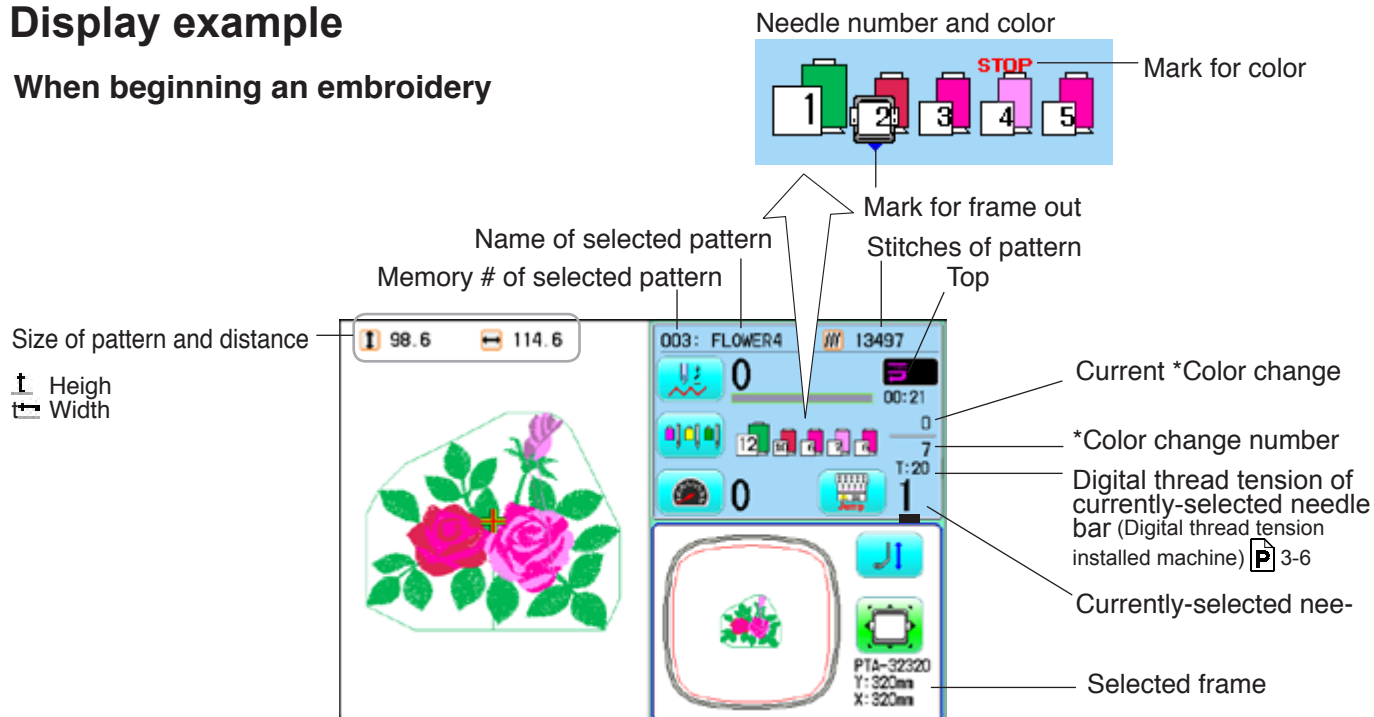 Display example
When beginning an embroidery
Needle number and color
STOP
Mark for color
1 2 3 4 5
Mark for frame out
Name of selected pattern
Stitches of pattern
Memory # of selected pattern
Top
Size of pattern and distance
98.6 114.6
003: FLOWER4 13497
Heigh
Width
0
00:21
Current *Color change
0
*Color change number
7
12
T:20
Digital thread tension of
currently-selected needle
bar (Digital thread tension
installed machine) P 3-6
0
Jump
1
Currently-selected nee-
PTA-32320
Y:320mm
X:320mm
Selected frame